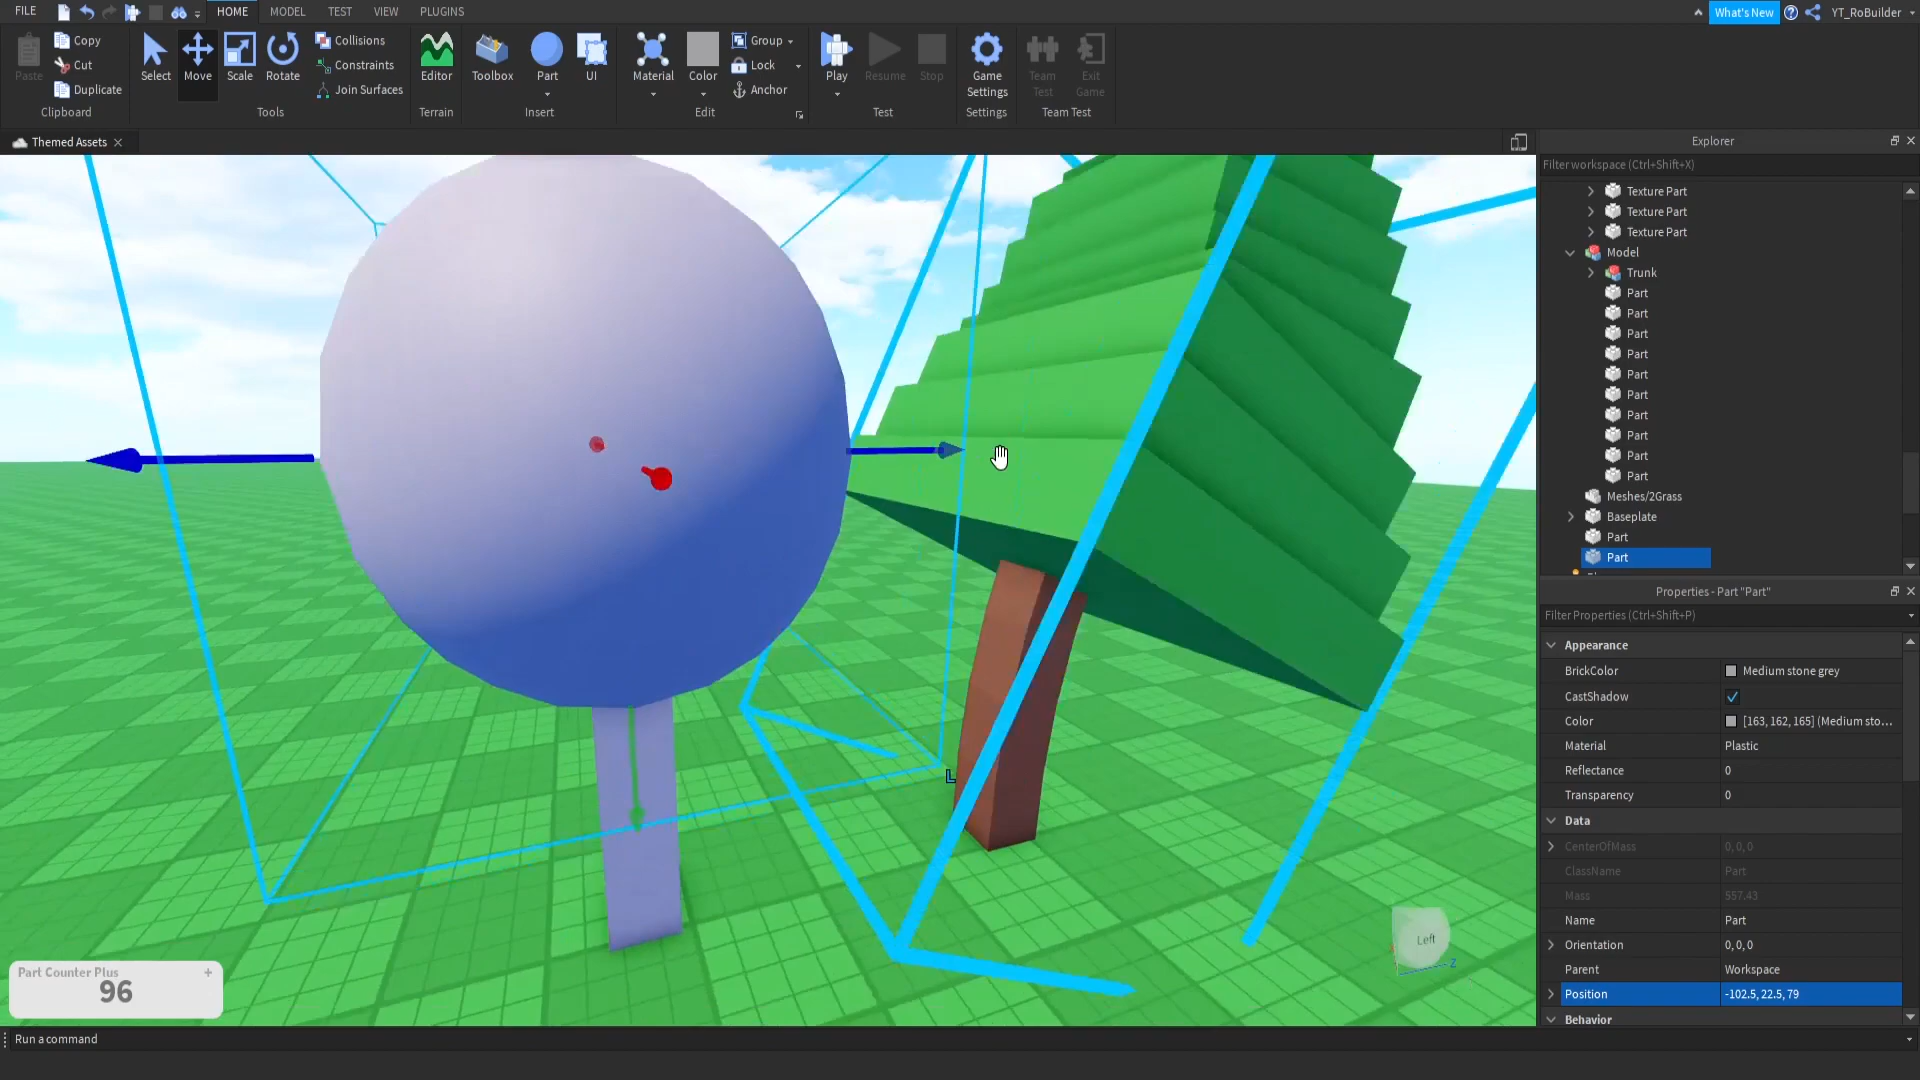 FILE
HOME
MODEL
TEST
VIEW
PLUGINS
What's New
YT_RoBuilder
Paste
Copy
Cut
Duplicate
Clipboard
Select
Move
Scale
Rotate
Collisions
Constraints
Join Surfaces
Tools
Editor
Terrain
Toolbox
Part
UI
Insert
Material
Color
Group
Lock
Anchor
Edit
Play
Resume
Stop
Test
Game
Settings
Settings
Team
Test
Exit
Game
Team Test
Themed Assets
Explorer
Filter workspace (Ctrl+Shift+X)
Texture Part
Texture Part
Texture Part
Model
Trunk
Part
Part
Part
Part
Part
Part
Part
Part
Part
Part
Meshes/2Grass
Baseplate
Part
Part
Properties - Part "Part"
Filter Properties (Ctrl+Shift+P)
Appearance
BrickColor Medium stone grey
CastShadow
Color [163, 162, 165] (Medium sto...
Material Plastic
Reflectance 0
Transparency 0
Data
CenterOfMass 0, 0, 0
ClassName Part
Mass 557.43
Name Part
Orientation 0, 0, 0
Parent Workspace
Position -102.5, 22.5, 79
Behavior
L
Left
Z
Part Counter Plus +
96
Run a command